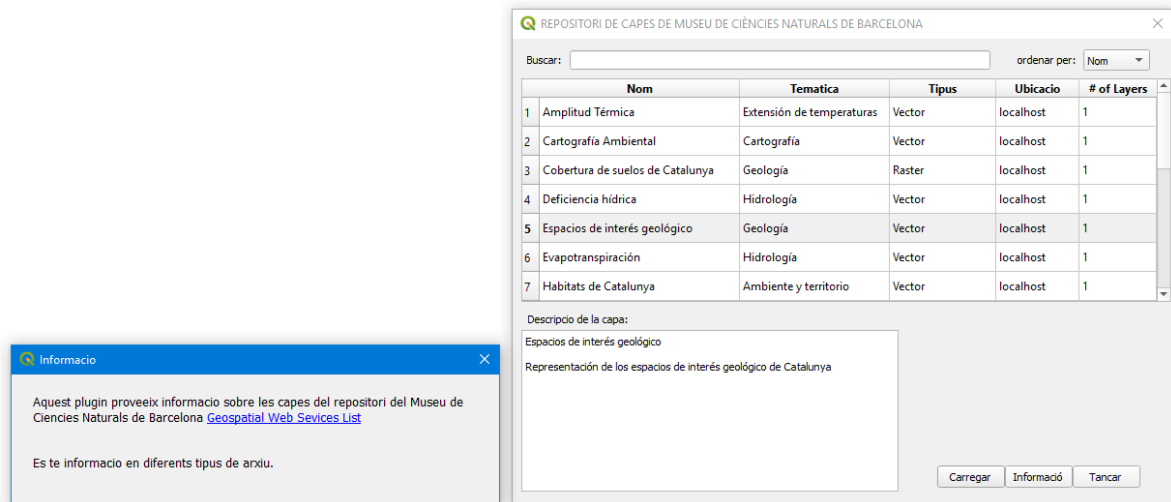 REPOSITORI DE CAPES DE MUSEU DE CIÈNCIES NATURALS DE BARCELONA
Buscar:
ordenar per: Nom
Nom Tematica Tipus Ubicacio # of Layers
1 Amplitud Térmica Extensión de temperaturas Vector localhost 1
2 Cartografía Ambiental Cartografía Vector localhost 1
3 Cobertura de suelos de Catalunya Geología Raster localhost 1
4 Deficiencia hídrica Hidrología Vector localhost 1
5 Espacios de interés geológico Geología Vector localhost 1
6 Evapotranspiración Hidrología Vector localhost 1
7 Habitats de Catalunya Ambiente y territorio Vector localhost 1
Descripcio de la capa:
Espacios de interés geológico
Representación de los espacios de interés geológico de Catalunya
Carregar Informació Tancar
Informacio
Aquest plugin proveeix informacio sobre les capes del repositori del Museu de
Ciencies Naturals de Barcelona Geospatial Web Sevices List
Es te informacio en diferents tipus de arxiu.